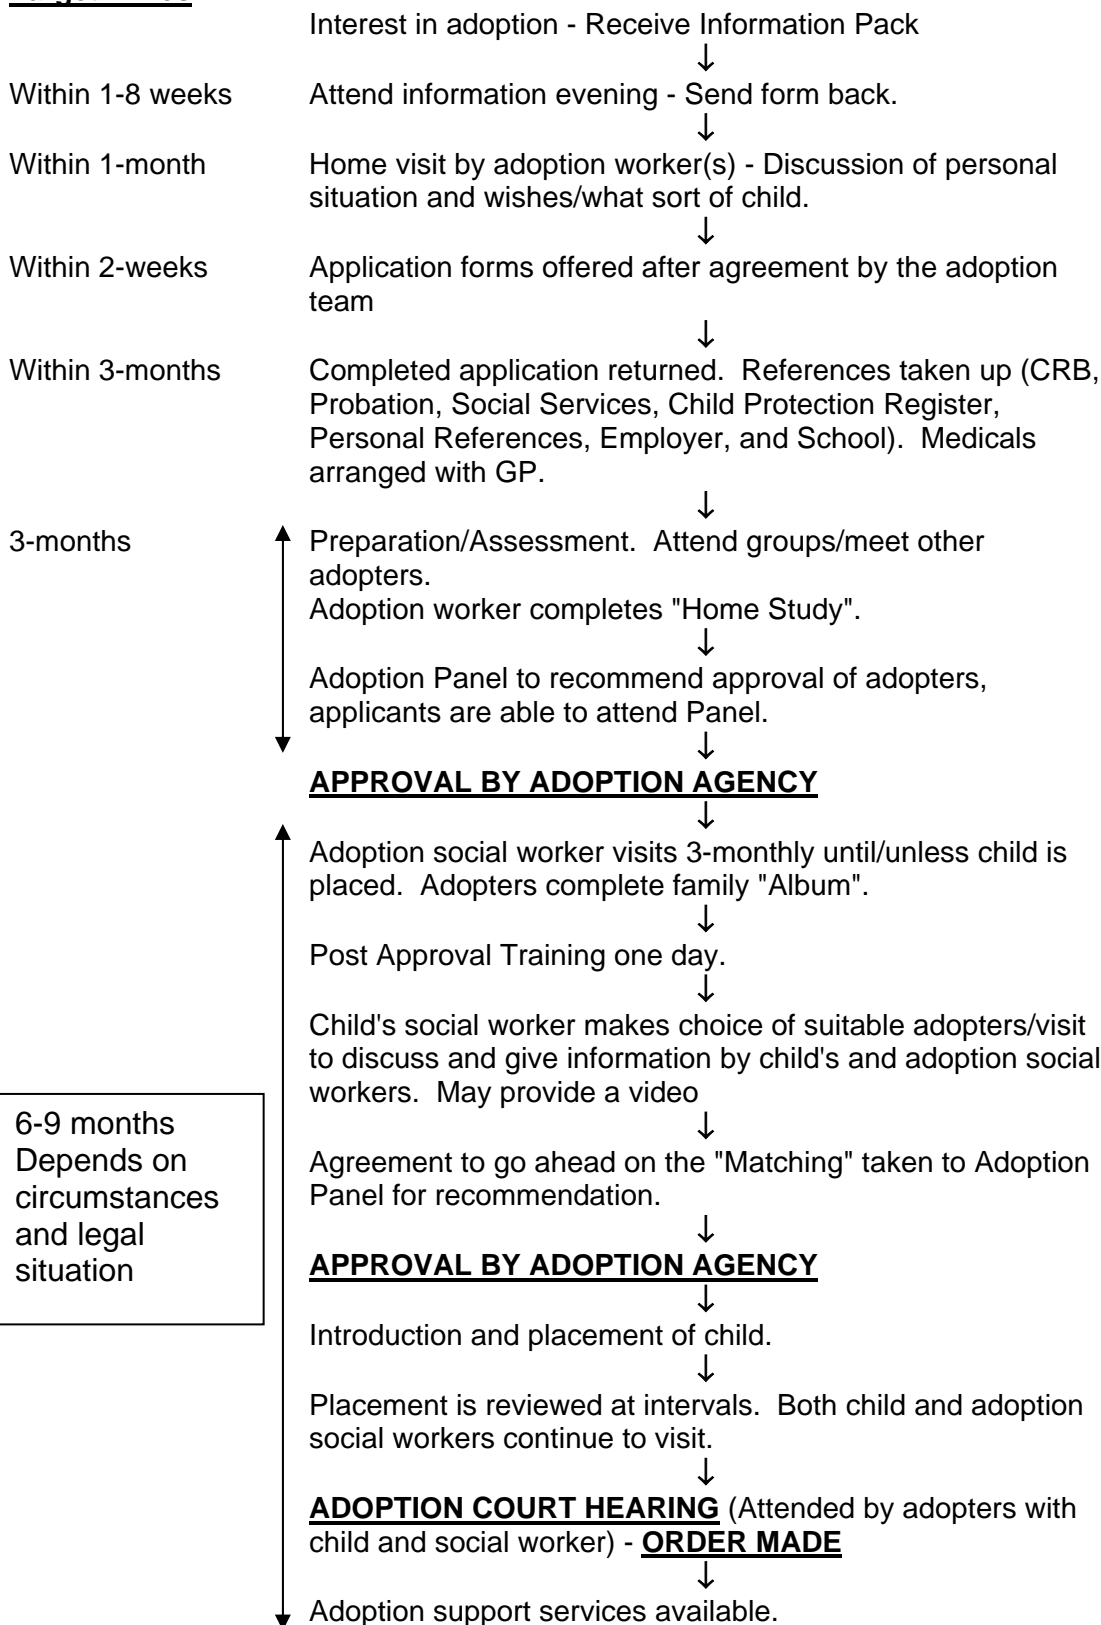 Interest in adoption - Receive Information Pack
↓
Within 1-8 weeks Attend information evening - Send form back.
↓
Within 1-month Home visit by adoption worker(s) - Discussion of personal
situation and wishes/what sort of child.
↓
Within 2-weeks Application forms offered after agreement by the adoption
team
↓
Within 3-months Completed application returned. References taken up (CRB,
Probation, Social Services, Child Protection Register,
Personal References, Employer, and School). Medicals
arranged with GP.
↓
3-months Preparation/Assessment. Attend groups/meet other
adopters.
Adoption worker completes "Home Study".
↓
Adoption Panel to recommend approval of adopters,
applicants are able to attend Panel.
↓
APPROVAL BY ADOPTION AGENCY
↓
Adoption social worker visits 3-monthly until/unless child is
placed. Adopters complete family "Album".
↓
Post Approval Training one day.
↓
Child's social worker makes choice of suitable adopters/visit
to discuss and give information by child's and adoption social
workers. May provide a video
↓
6-9 months
Depends on
circumstances
and legal
situation
Agreement to go ahead on the "Matching" taken to Adoption
Panel for recommendation.
↓
APPROVAL BY ADOPTION AGENCY
↓
Introduction and placement of child.
↓
Placement is reviewed at intervals. Both child and adoption
social workers continue to visit.
↓
ADOPTION COURT HEARING (Attended by adopters with
child and social worker) - ORDER MADE
↓
Adoption support services available.